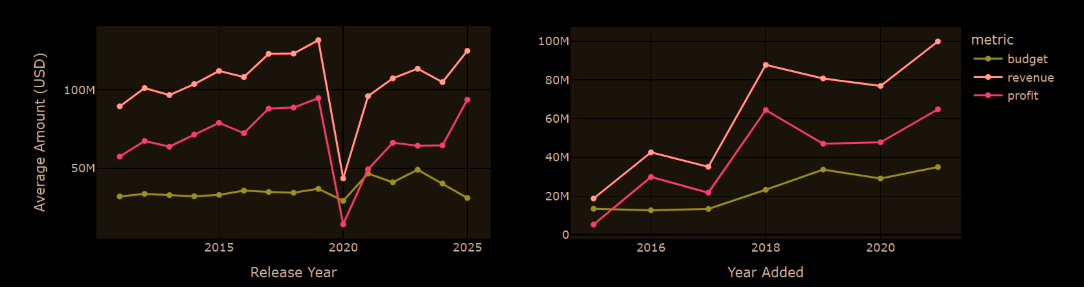 Average Amount (USD)
100M
50M
2015
2020
2025
Release Year
100M
80M
60M
40M
20M
0
2016
2018
2020
Year Added
metric
budget
revenue
profit